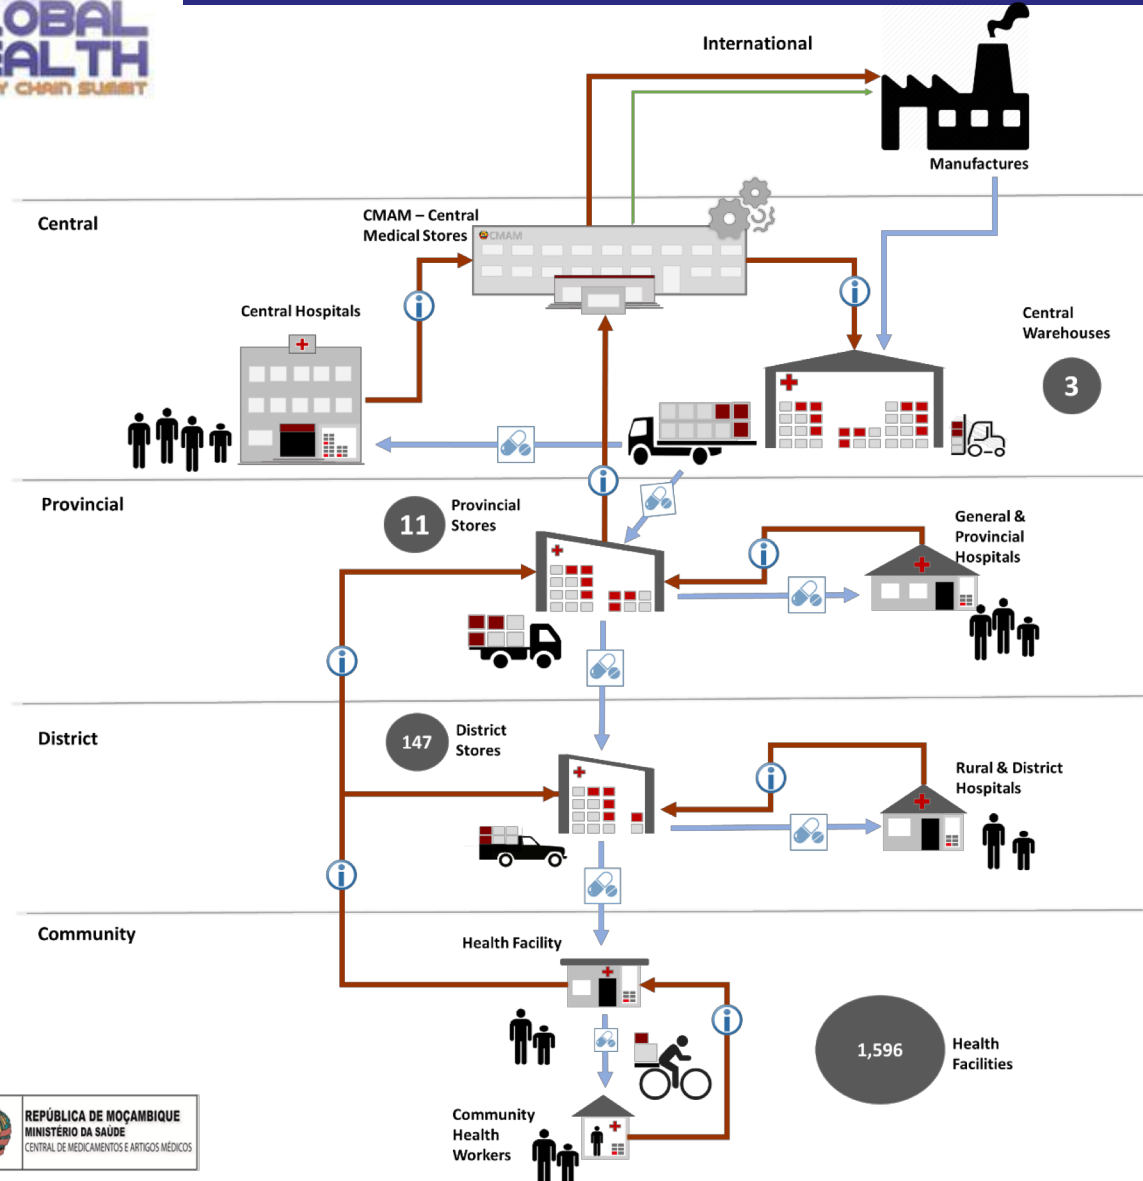 HEALTH
CHAIN SUMMIT
International
Manufactures
Central
CMAM – Central
Medical Stores
CMAM
Central Hospitals
Central
Warehouses
3
Provincial
11
Provincial
Stores
General &
Provincial
Hospitals
District
147
District
Stores
Rural & District
Hospitals
Community
Health Facility
1,596
Health
Facilities
Community
Health
Workers
REPÚBLICA DE MOÇAMBIQUE
MINISTÉRIO DA SAÚDE
CENTRAL DE MEDICAMENTOS E ARTIGOS MÉDICOS